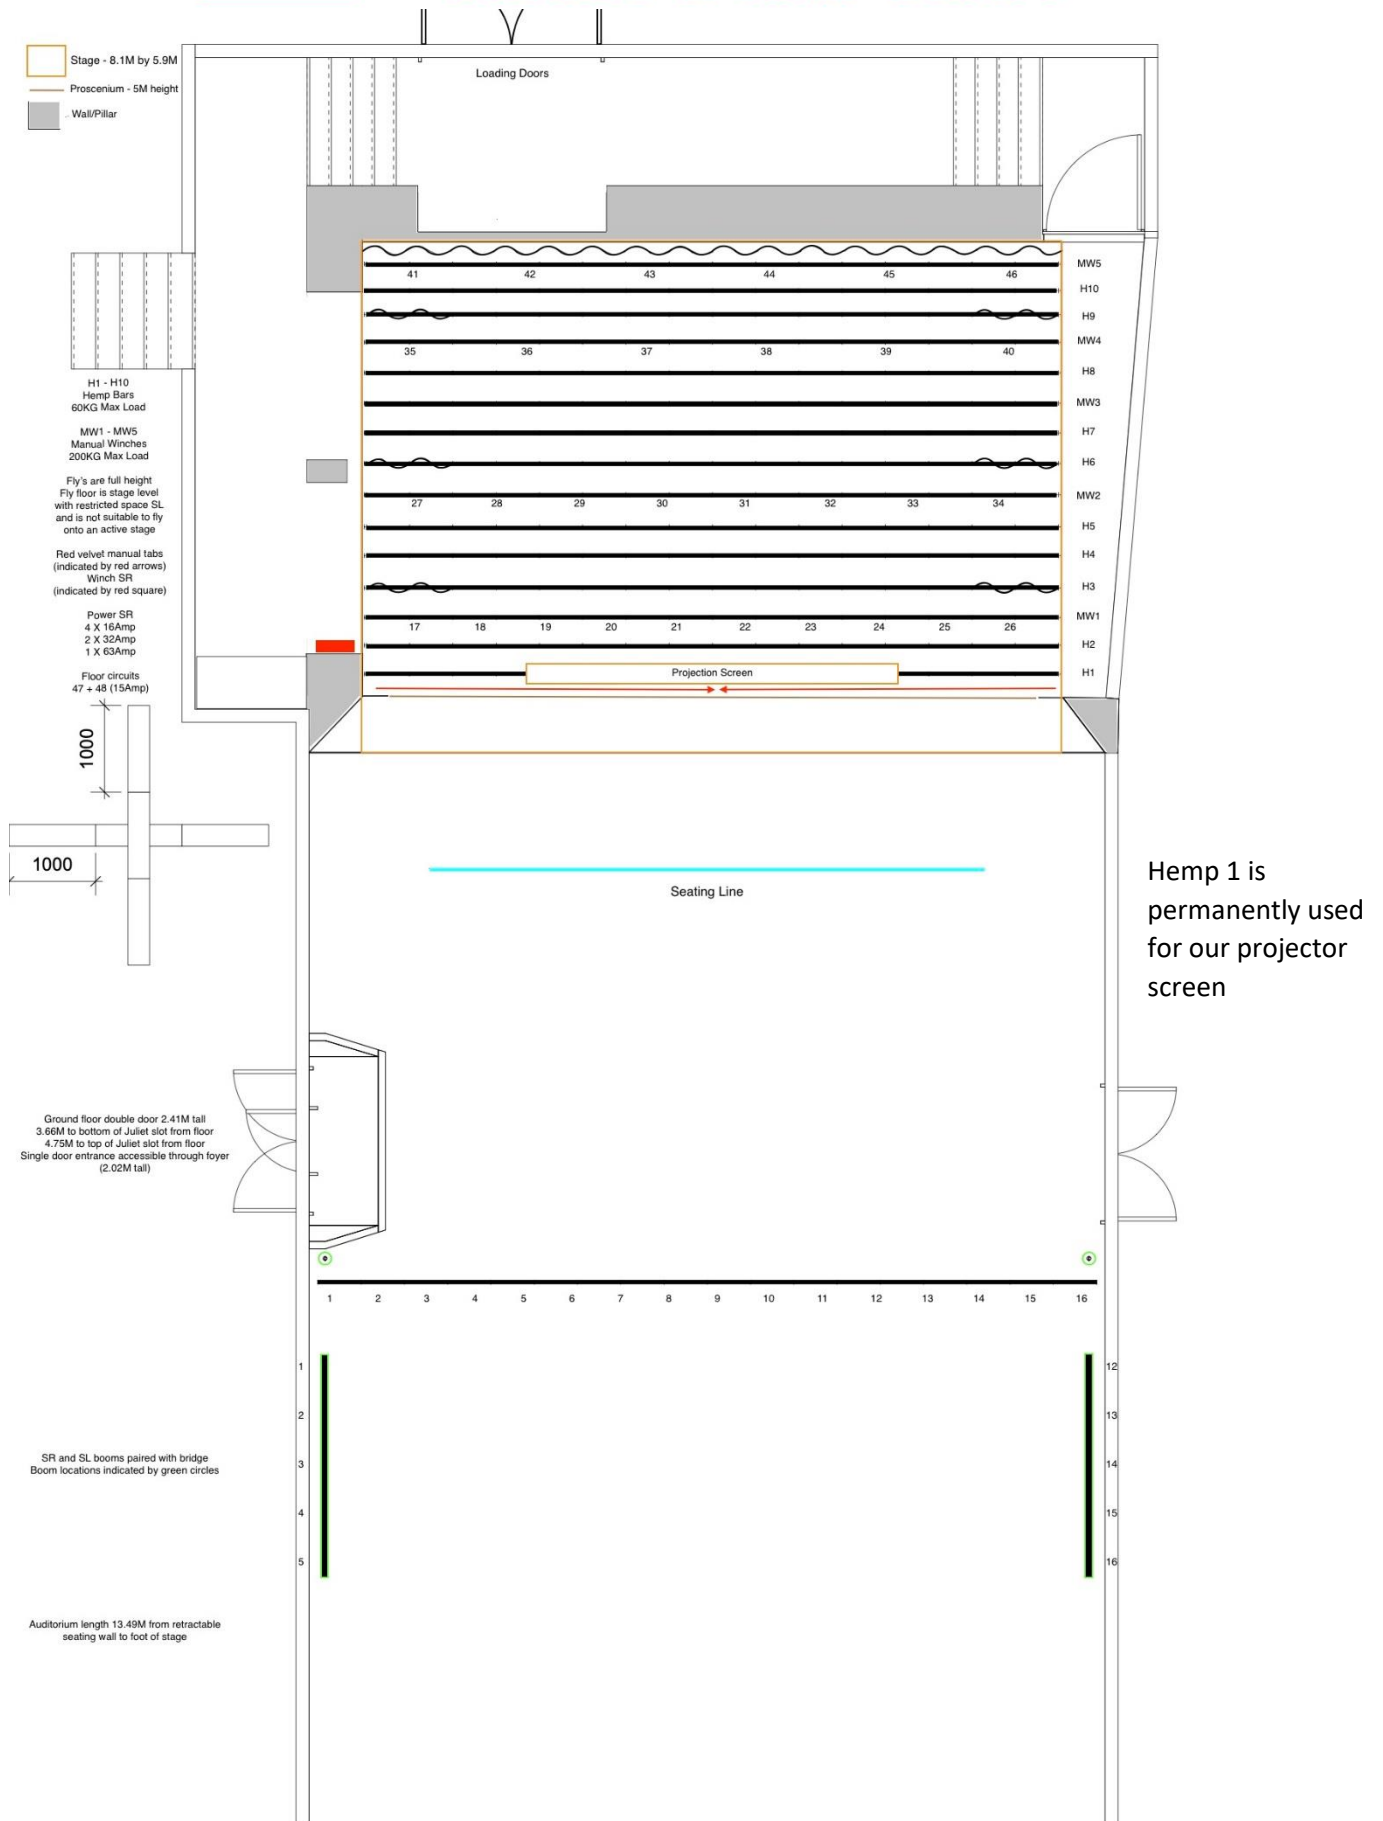 Stage - 8.1M by 5.9M
Proscenium - 5M height
Wall/Pillar
Loading Doors
41 42 43 44 45 46
MW5
H10
H9
MW4
35 36 37 38 39 40
H8
MW3
H7
H6
MW2
27 28 29 30 31 32 33 34
H5
H4
H3
MW1
17 18 19 20 21 22 23 24 25 26
H2
Projection Screen
H1
H1 - H10
Hemp Bars
60KG Max Load
MW1 - MW5
Manual Winches
200KG Max Load
Fly's are full height
Fly floor is stage level
with restricted space SL
and is not suitable to fly
onto an active stage
Red velvet manual tabs
(indicated by red arrows)
Winch SR
(indicated by red square)
Power SR
4 X 16Amp
2 X 32Amp
1 X 63Amp
Floor circuits
47 + 48 (15Amp)
1000
1000
Seating Line
Hemp 1 is
permanently used
for our projector
screen
Ground floor double door 2.41M tall
3.66M to bottom of Juliet slot from floor
4.75M to top of Juliet slot from floor
Single door entrance accessible through foyer
(2.02M tall)
1 2 3 4 5 6 7 8 9 10 11 12 13 14 15 16
1
2
3
4
5
12
13
14
15
16
SR and SL booms paired with bridge
Boom locations indicated by green circles
Auditorium length 13.49M from retractable
seating wall to foot of stage